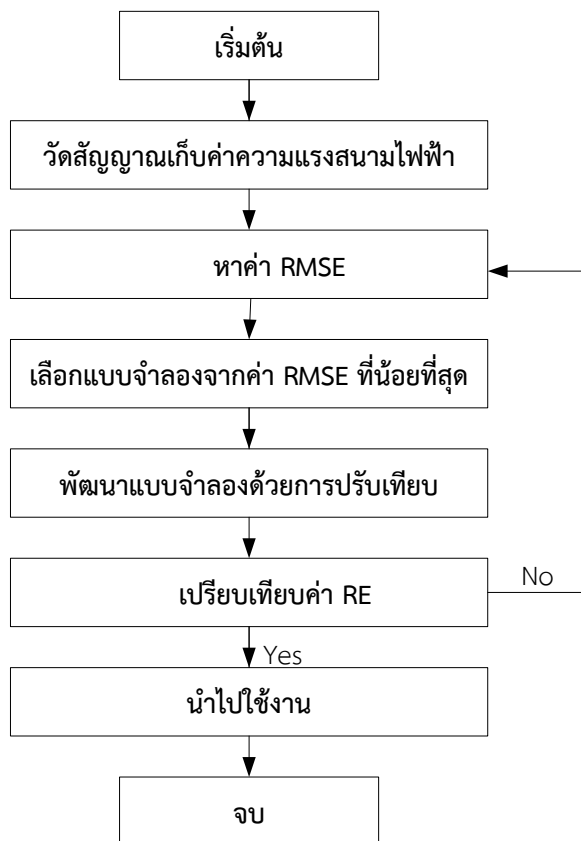 เริ่มต้น
วัดสัญญาณเก็บค่าความแรงสนามไฟฟ้า
หาค่า RMSE
เลือกแบบจำลองจากค่า RMSE ที่น้อยที่สุด
พัฒนาแบบจำลองด้วยการปรับเทียบ
เปรียบเทียบค่า RE
No
Yes
นำไปใช้งาน
จบ